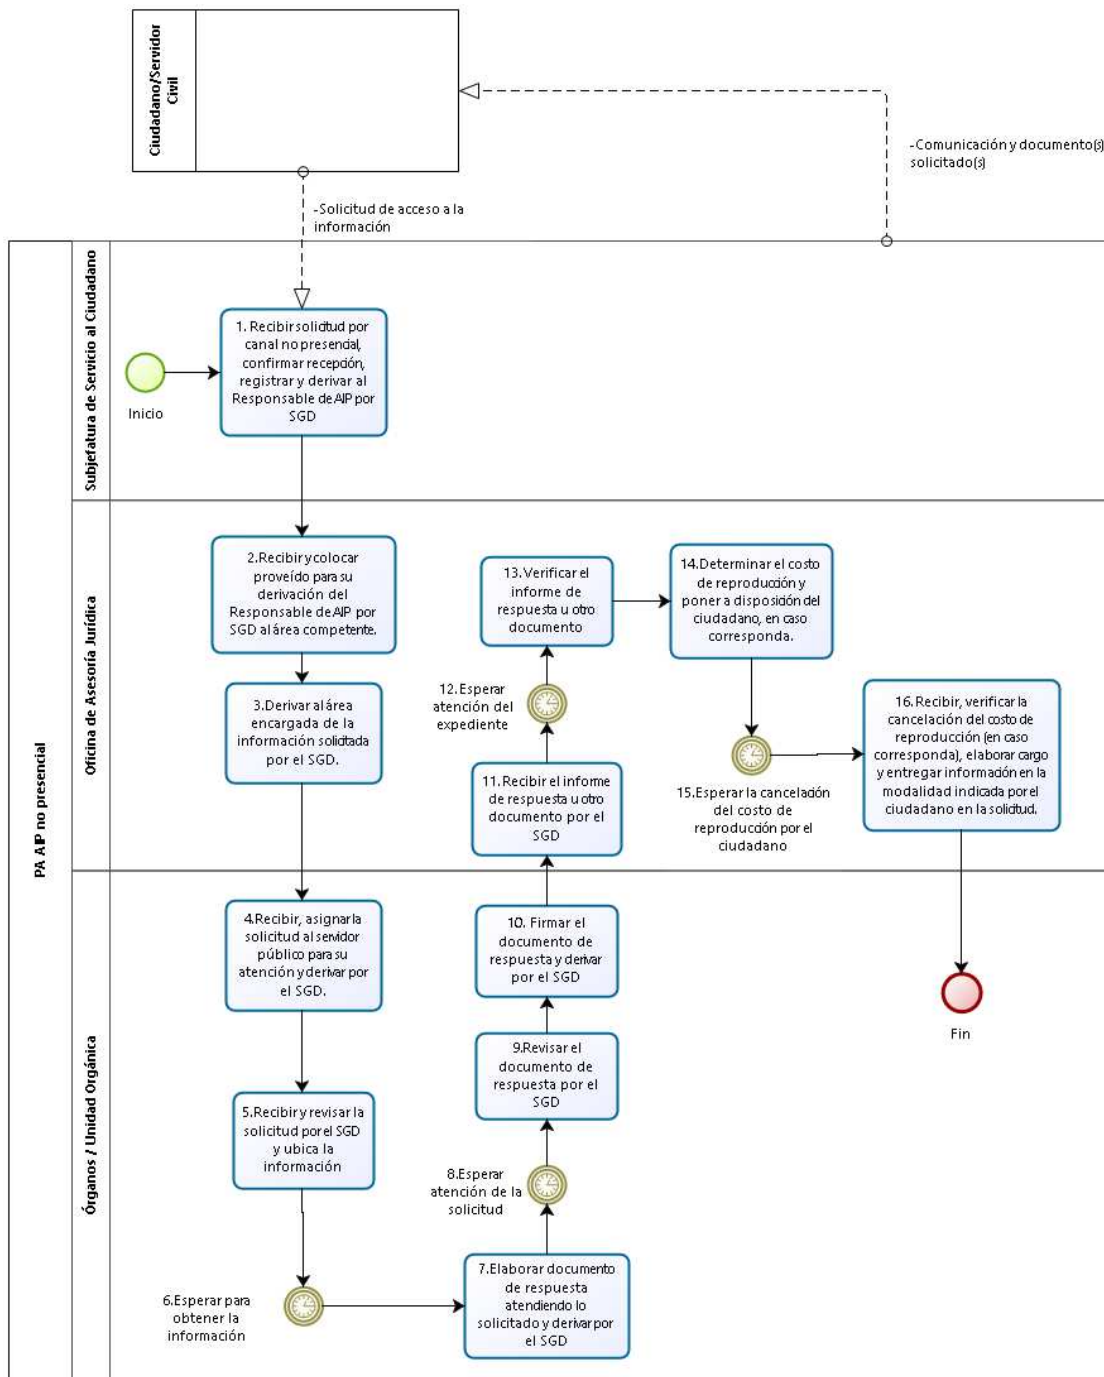 Ciudadano/Servidor
Civil
-Comunicación y documento(s)
solicitado(s)
-Solicitud de acceso a la
información
PA AIP no presencial
Subjefatura de Servicio al Ciudadano
Inicio
1. Recibir solicitud por
canal no presencial,
confirmar recepción,
registrar y derivar al
Responsable de AIP por
SGD
Oficina de Asesoría Jurídica
2.Recibir y colocar
proveído para su
derivación del
Responsable de AIP por
SGD al área competente.
3.Derivar al área
encargada de la
información solicitada
por el SGD.
13.Verificar el
informe de
respuesta u otro
documento
14.Determinar el costo
de reproducción y
poner a disposición del
ciudadano, en caso
corresponda.
12.Esperar
atención del
expediente
11.Recibir el informe
de respuesta u otro
documento por el
SGD
15.Esperar la cancelación
del costo de
reproducción por el
ciudadano
16.Recibir, verificar la
cancelación del costo de
reproducción (en caso
corresponda), elaborar cargo
y entregar información en la
modalidad indicada por el
ciudadano en la solicitud.
Órganos / Unidad Orgánica
4.Recibir, asignar la
solicitud al servidor
público para su
atención y derivar por
el SGD.
5.Recibir y revisar la
solicitud por el SGD
y ubica la
información
6.Esperar para
obtener la
información
7.Elaborar documento
de respuesta
atendiendo lo
solicitado y derivar por
el SGD
8.Esperar
atención de la
solicitud
9.Revisar el
documento de
respuesta por el
SGD
10. Firmar el
documento de
respuesta y derivar
por el SGD
Fin